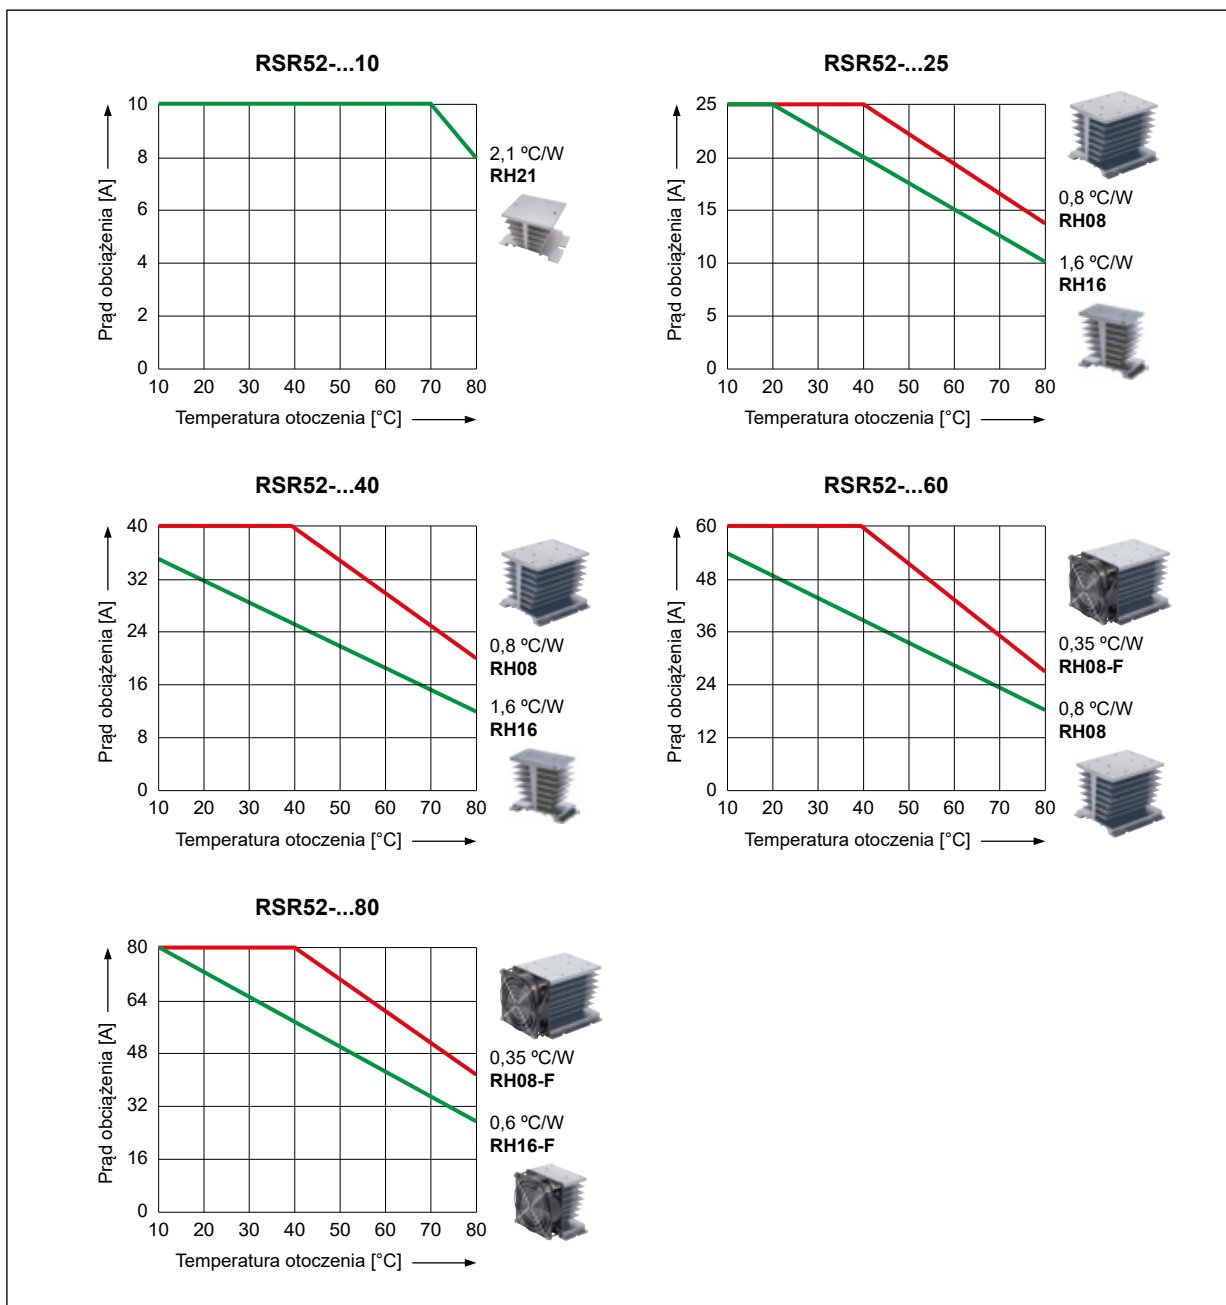 RSR52-...10
Prąd obciążenia [A]
10
8
6
4
2
0
10 20 30 40 50 60 70 80
Temperatura otoczenia [°C]
2,1 ºC/W
RH21
RSR52-...25
Prąd obciążenia [A]
25
20
15
10
5
0
10 20 30 40 50 60 70 80
Temperatura otoczenia [°C]
0,8 ºC/W
RH08
1,6 ºC/W
RH16
RSR52-...40
Prąd obciążenia [A]
40
32
24
16
8
0
10 20 30 40 50 60 70 80
Temperatura otoczenia [°C]
0,8 ºC/W
RH08
1,6 ºC/W
RH16
RSR52-...60
Prąd obciążenia [A]
60
48
36
24
12
0
10 20 30 40 50 60 70 80
Temperatura otoczenia [°C]
0,35 ºC/W
RH08-F
0,8 ºC/W
RH08
RSR52-...80
Prąd obciążenia [A]
80
64
48
32
16
0
10 20 30 40 50 60 70 80
Temperatura otoczenia [°C]
0,35 ºC/W
RH08-F
0,6 ºC/W
RH16-F